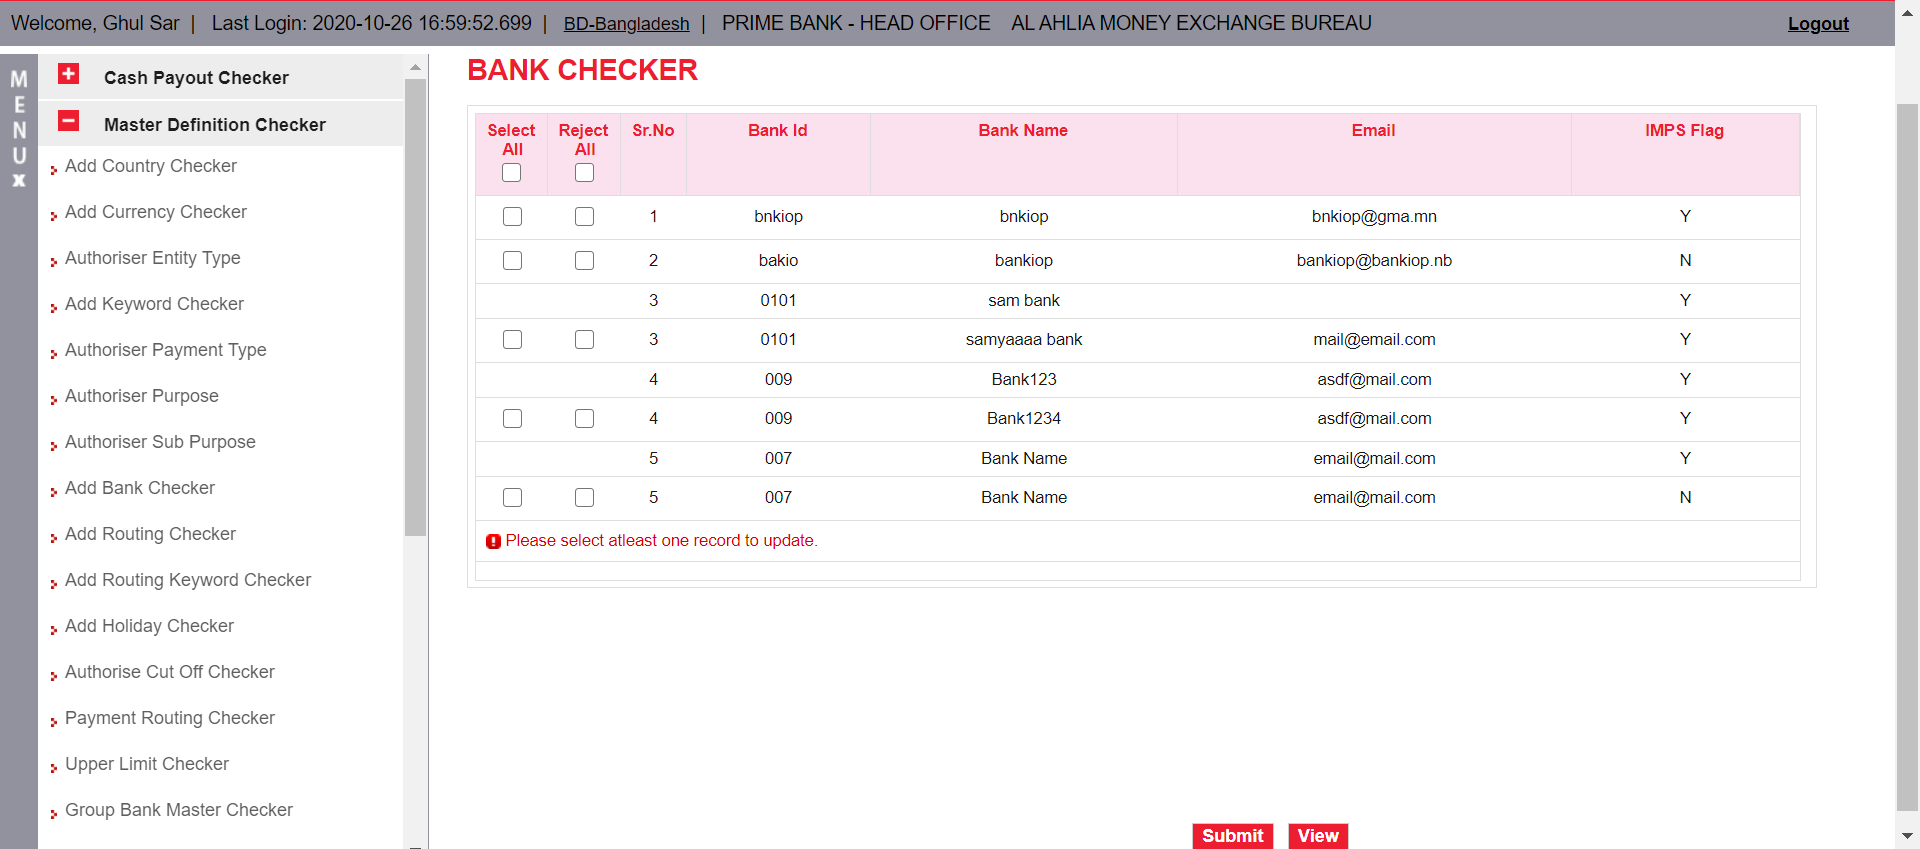 Welcome, Ghul Sar | Last Login: 2020-10-26 16:59:52.699 | BD-Bangladesh | PRIME BANK - HEAD OFFICE AL AHLIA MONEY EXCHANGE BUREAU Logout
MENU X
Cash Payout Checker
Master Definition Checker
Add Country Checker
Add Currency Checker
Authoriser Entity Type
Add Keyword Checker
Authoriser Payment Type
Authoriser Purpose
Authoriser Sub Purpose
Add Bank Checker
Add Routing Checker
Add Routing Keyword Checker
Add Holiday Checker
Authorise Cut Off Checker
Payment Routing Checker
Upper Limit Checker
Group Bank Master Checker
BANK CHECKER
Select All Reject All Sr.No Bank Id Bank Name Email IMPS Flag
1 bnkiop bnkiop bnkiop@gma.mn Y
2 bakio bankiop bankiop@bankiop.nb N
3 0101 sam bank Y
3 0101 samyaaaa bank mail@email.com Y
4 009 Bank123 asdf@mail.com Y
4 009 Bank1234 asdf@mail.com Y
5 007 Bank Name email@mail.com Y
5 007 Bank Name email@mail.com N
Please select atleast one record to update.
Submit View